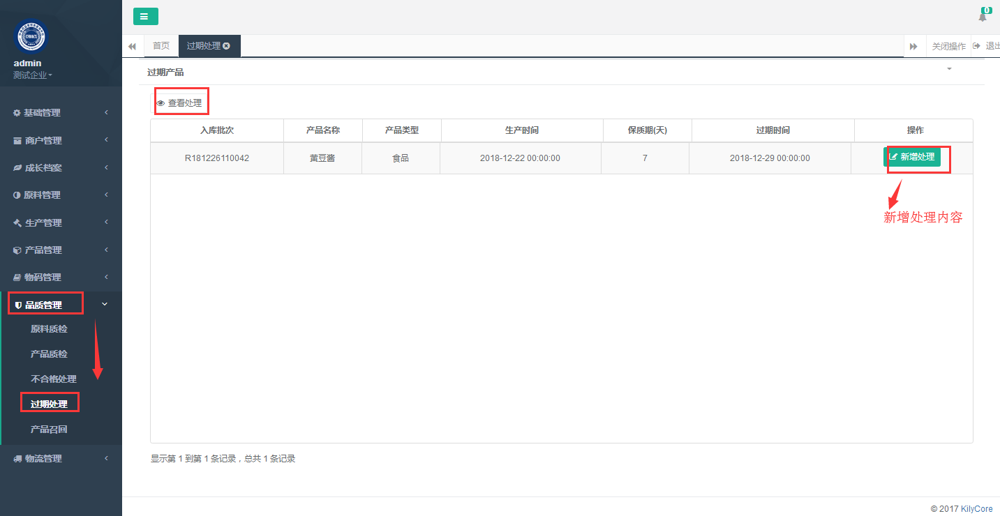 CFDACX
admin
测试企业
基础管理
商户管理
成长档案
原料管理
生产管理
产品管理
物码管理
品质管理
原料质检
产品质检
不合格处理
过期处理
产品召回
物流管理
0
首页
过期处理
关闭操作
退出
过期产品
查看处理
入库批次 产品名称 产品类型 生产时间 保质期(天) 过期时间 操作
R181226110042 黄豆酱 食品 2018-12-22 00:00:00 7 2018-12-29 00:00:00 新增处理
新增处理内容
显示第 1 到第 1 条记录，总共 1 条记录
© 2017 KilyCore